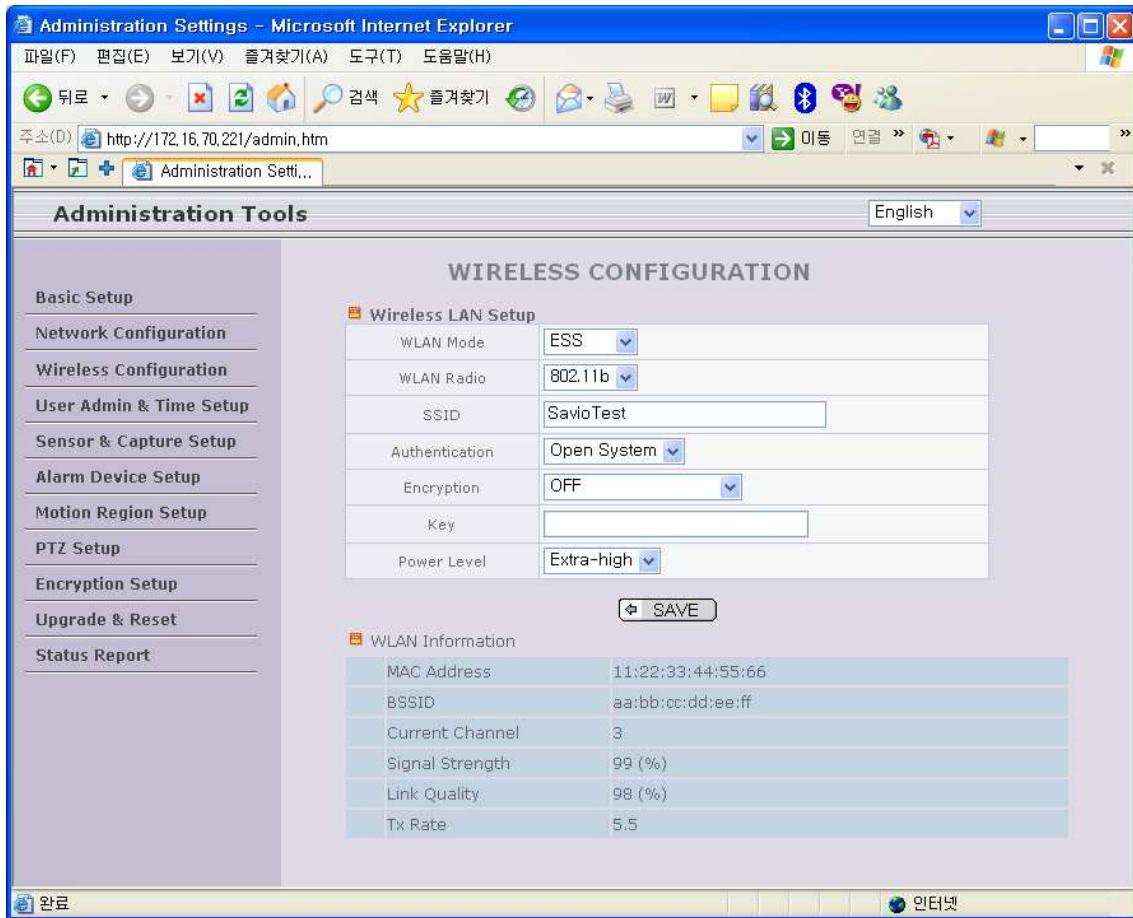 Administration Settings - Microsoft Internet Explorer
파일(F) 편집(E) 보기(V) 즐겨찾기(A) 도구(T) 도움말(H)
뒤로 검색 즐겨찾기
주소(D) http://172.16.70.221/admin.htm 이동 연결 »
Administration Setti...
Administration Tools English
WIRELESS CONFIGURATION
Basic Setup
Network Configuration
Wireless Configuration
User Admin & Time Setup
Sensor & Capture Setup
Alarm Device Setup
Motion Region Setup
PTZ Setup
Encryption Setup
Upgrade & Reset
Status Report
Wireless LAN Setup
WLAN Mode ESS
WLAN Radio 802.11b
SSID SavioTest
Authentication Open System
Encryption OFF
Key
Power Level Extra-high
SAVE
WLAN Information
MAC Address 11:22:33:44:55:66
BSSID aa:bb:cc:dd:ee:ff
Current Channel 3
Signal Strength 99 (%)
Link Quality 98 (%)
Tx Rate 5.5
완료 인터넷